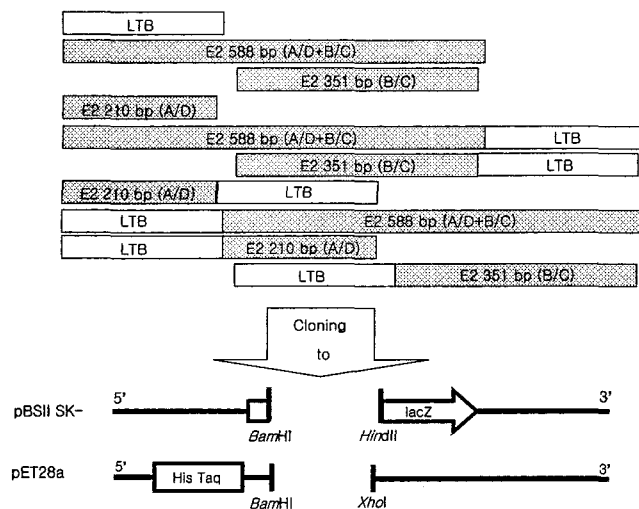 LTB
E2 588 bp (A/D+B/C)
E2 351 bp (B/C)
E2 210 bp (A/D)
E2 588 bp (A/D+B/C) LTB
E2 351 bp (B/C) LTB
E2 210 bp (A/D) LTB
LTB E2 588 bp (A/D+B/C)
LTB E2 210 bp (A/D)
LTB E2 351 bp (B/C)
Cloning
to
pBSII SK- 5' lacZ 3'
BamHI HindII
pET28a 5' His Taq 3'
BamHI XhoI